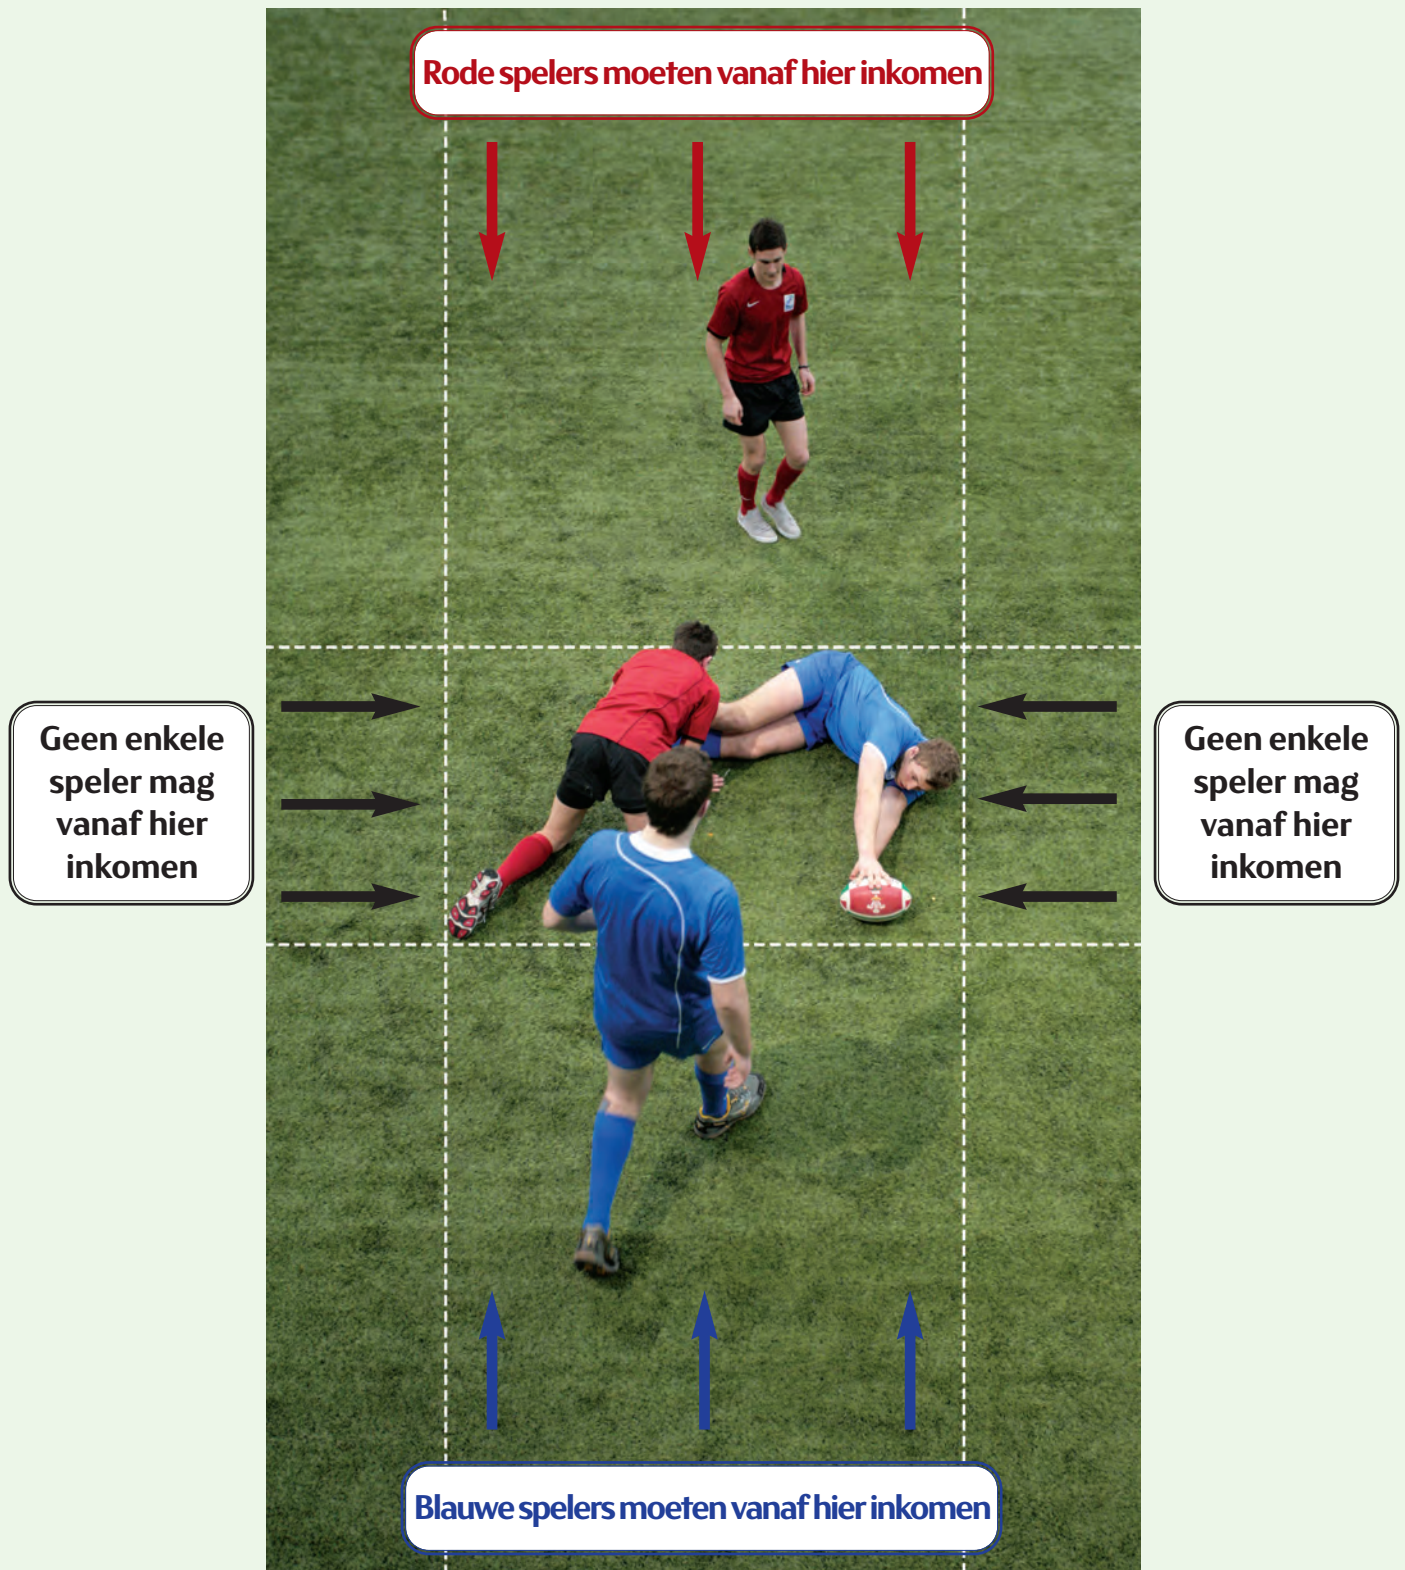 Rode spelers moeten vanaf hier inkomen
Geen enkele
speler mag
vanaf hier
inkomen
Geen enkele
speler mag
vanaf hier
inkomen
Blauwe spelers moeten vanaf hier inkomen